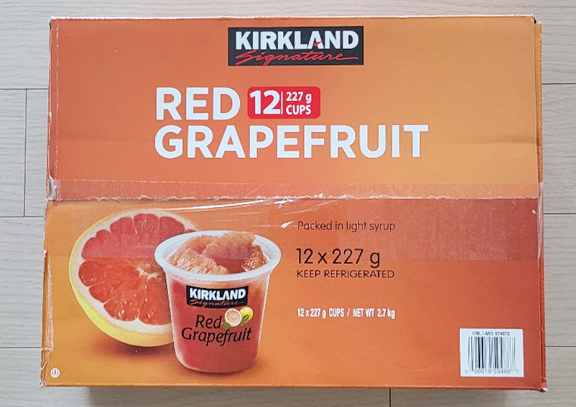 KIRKLAND
Signature
RED 12 227 g CUPS
GRAPEFRUIT
Packed in light syrup
12 x 227 g
KEEP REFRIGERATED
12 x 227 g CUPS / NET WT 2.7 kg
KIRKLAND
Signature
Red
Grapefruit